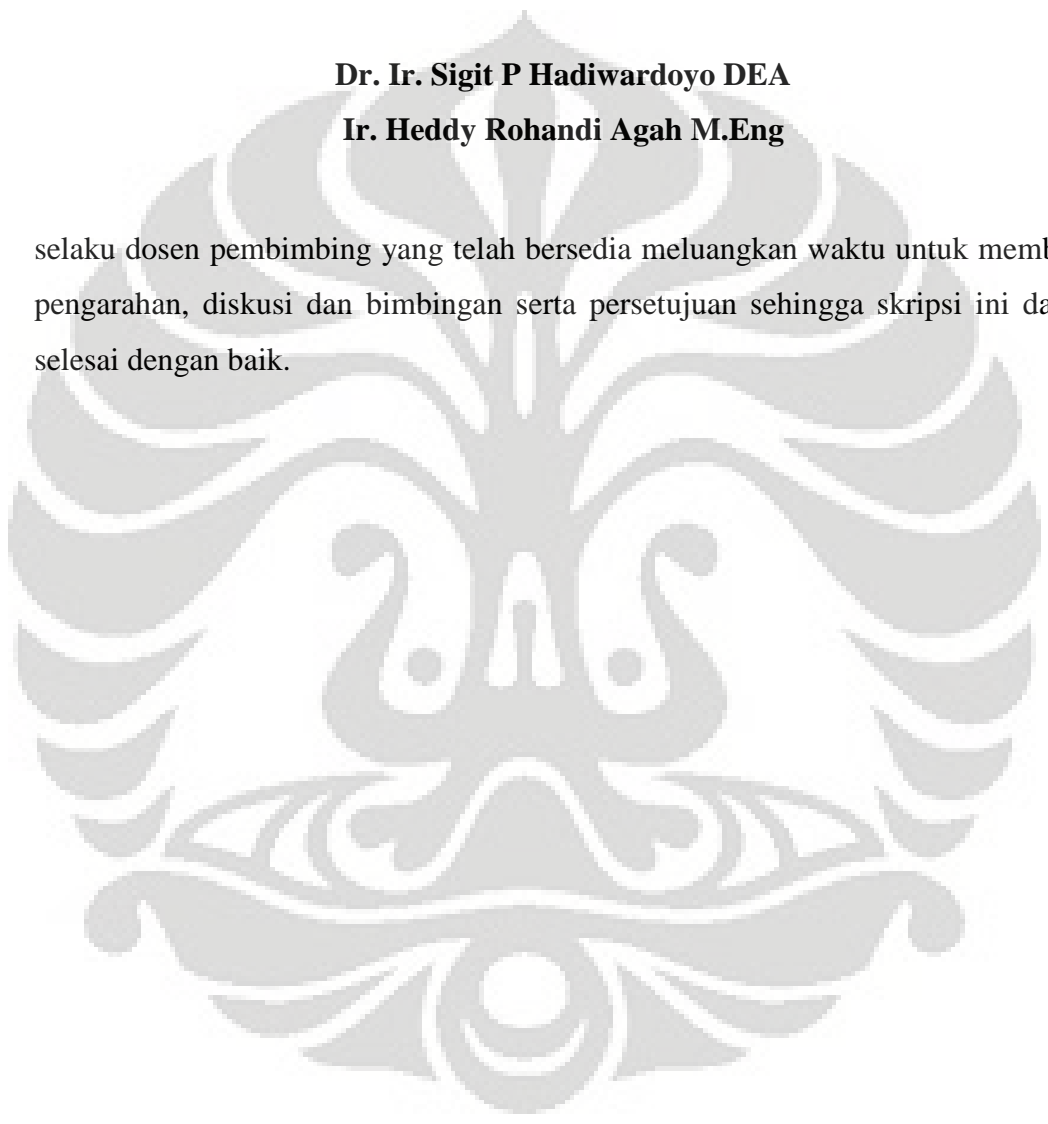 Dr. Ir. Sigit P Hadiwardoyo DEA
Ir. Heddy Rohandi Agah M.Eng
selaku dosen pembimbing yang telah bersedia meluangkan waktu untuk
pengarahan, diskusi dan bimbingan serta persetujuan sehingga skripsi ini
selesai dengan baik.